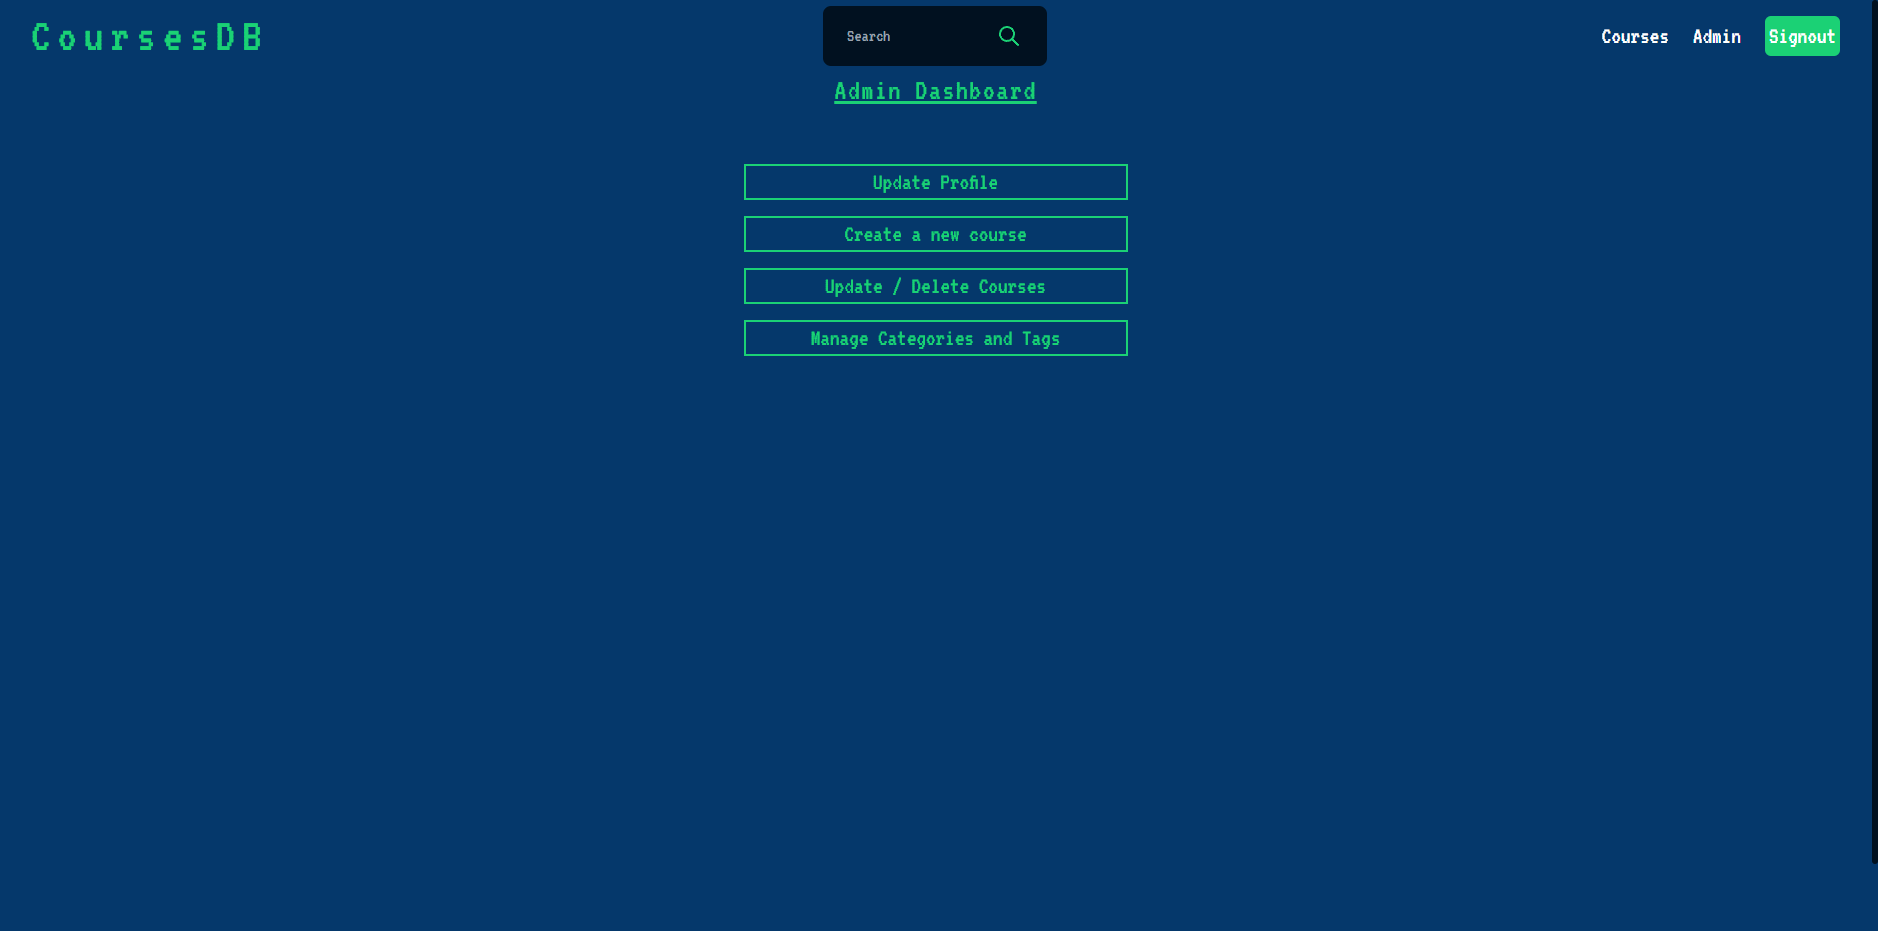 CoursesDB
Search
Courses
Admin
Signout
Admin Dashboard
Update Profile
Create a new course
Update / Delete Courses
Manage Categories and Tags